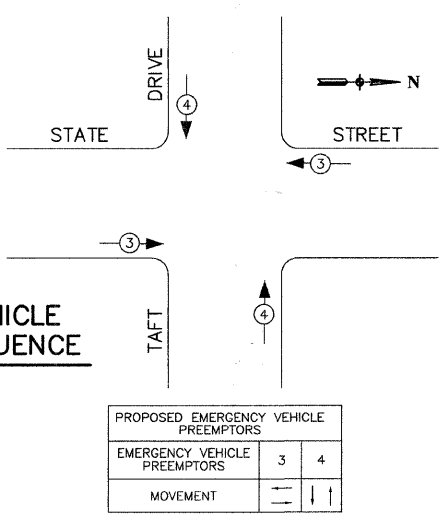 DRIVE
N
4
STATE
STREET
3
3
TAFT
4
HICLE
UENCE
PROPOSED EMERGENCY VEHICLE
PREEMPTORS
EMERGENCY VEHICLE
PREEMPTORS
3
4
MOVEMENT